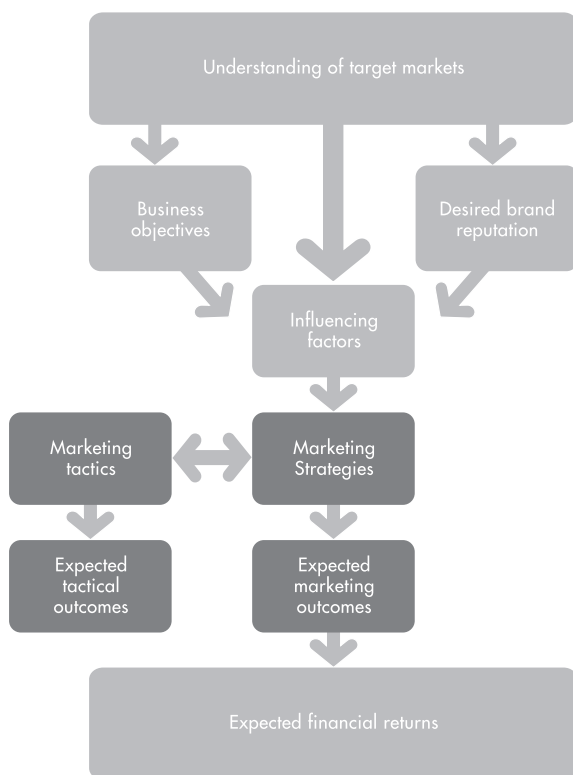 Understanding of target markets
Business
objectives
Desired brand
reputation
Influencing
factors
Marketing
tactics
Marketing
Strategies
Expected
tactical
outcomes
Expected
marketing
outcomes
Expected financial returns